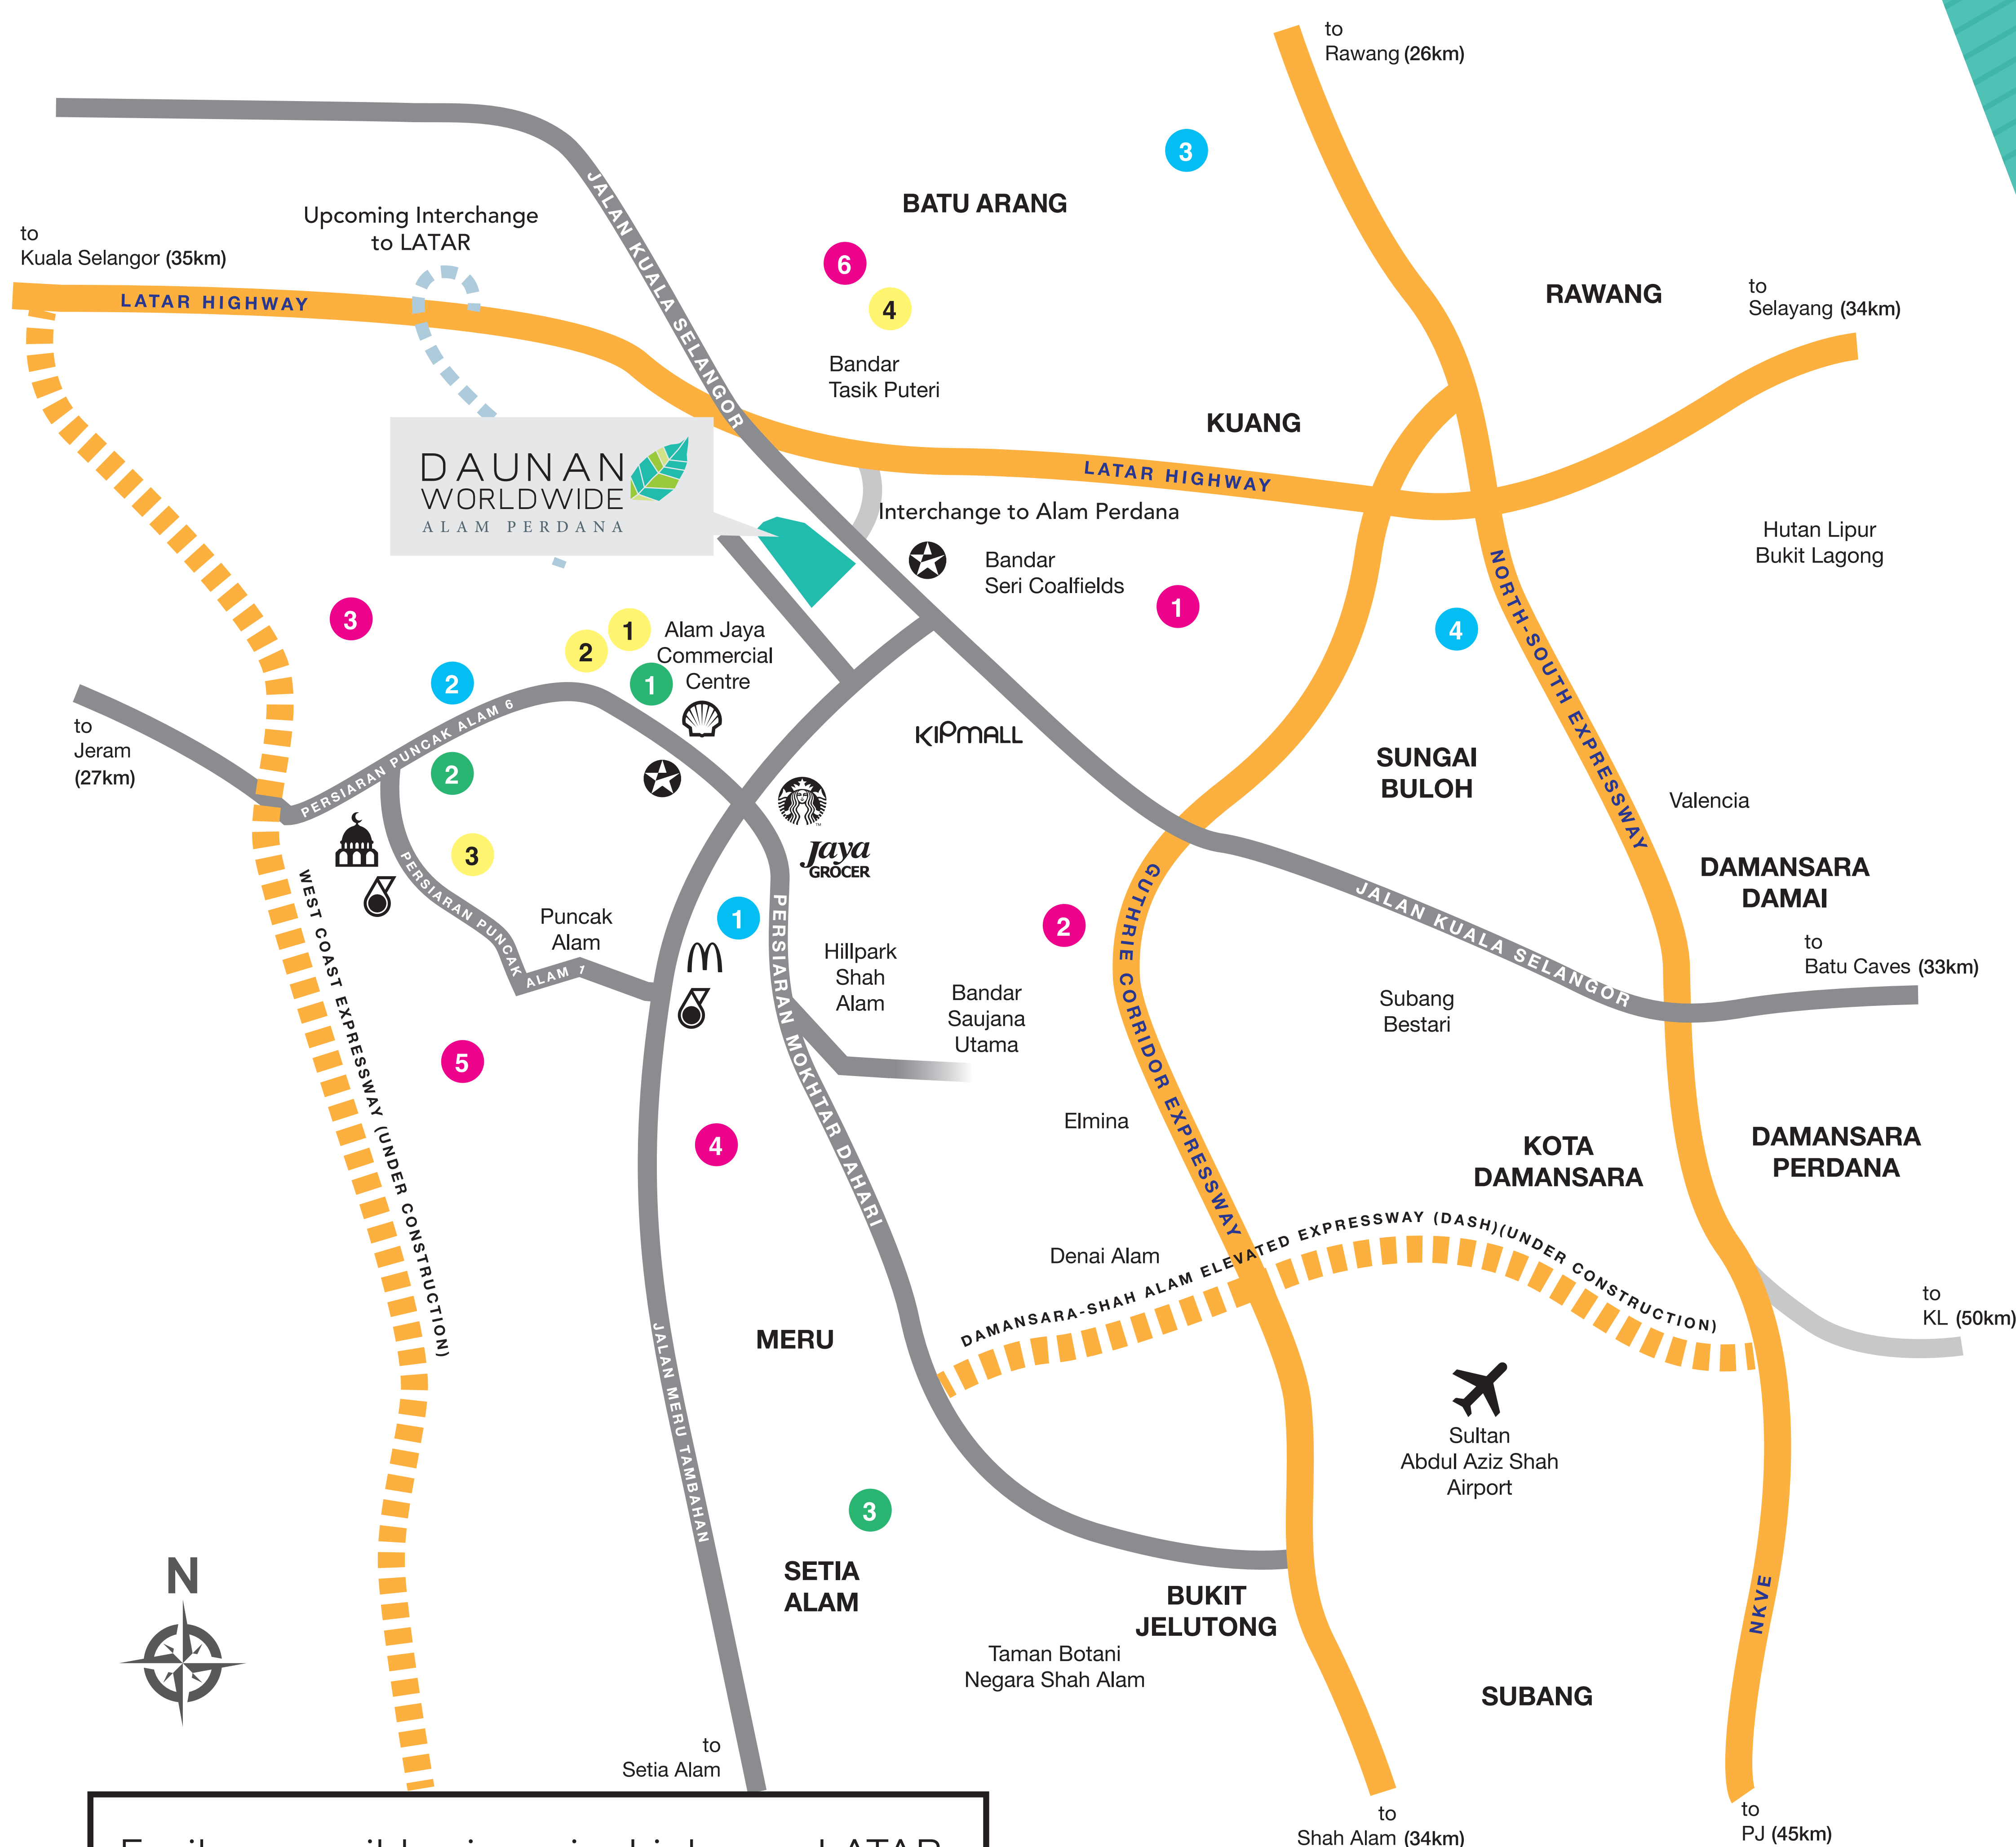 to
Rawang (26km)
3
BATU ARANG
JALAN KUALA SELANGOR
Upcoming Interchange
to LATAR
to
Kuala Selangor (35km)
LATAR HIGHWAY
6
4
RAWANG
to
Selayang (34km)
Bandar
Tasik Puteri
KUANG
LATAR HIGHWAY
DAUNAN
WORLDWIDE
ALAM PERDANA
Interchange to Alam Perdana
Bandar
Seri Coalfields
Hutan Lipur
Bukit Lagong
NORTH-SOUTH EXPRESSWAY
1
4
3
1
2
Alam Jaya
Commercial
Centre
1
2
PERSIARAN PUNCAK ALAM 6
to
Jeram
(27km)
2
KIPMALL
SUNGAI
BULOH
Valencia
Jaya
GROCER
3
PERSIARAN PUNCAK
ALAM 1
DAMANSARA
DAMAI
WEST COAST EXPRESSWAY (UNDER CONSTRUCTION)
Puncak
Alam
1
PERSIARAN MOKHTAR DAHARI
2
GUTHRIE CORRIDOR EXPRESSWAY
JALAN KUALA SELANGOR
to
Batu Caves (33km)
Hillpark
Shah
Alam
Bandar
Saujana
Utama
Subang
Bestari
5
4
Elmina
KOTA
DAMANSARA
DAMANSARA
PERDANA
Denai Alam
DAMANSARA-SHAH ALAM ELEVATED EXPRESSWAY (DASH)(UNDER CONSTRUCTION)
to
KL (50km)
MERU
JALAN MERU TAMBAHAN
Sultan
Abdul Aziz Shah
Airport
3
N
SETIA
ALAM
BUKIT
JELUTONG
NKVE
Taman Botani
Negara Shah Alam
SUBANG
to
Setia Alam
to
Shah Alam (34km)
to
PJ (45km)